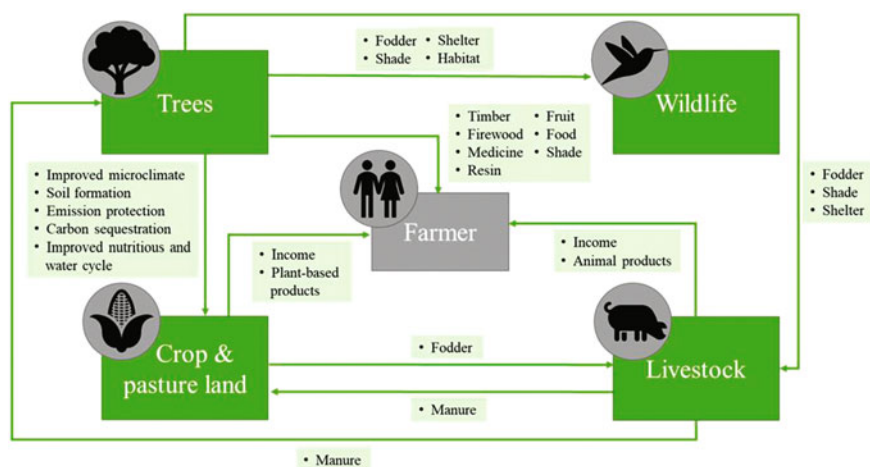 • Fodder • Shelter
• Shade • Habitat
Trees
Wildlife
• Timber • Fruit
• Firewood • Food
• Medicine • Shade
• Resin
• Improved microclimate
• Soil formation
• Emission protection
• Carbon sequestration
• Improved nutritious and
water cycle
• Fodder
• Shade
• Shelter
Farmer
• Income
• Plant-based
products
• Income
• Animal products
Crop &
pasture land
• Fodder
Livestock
• Manure
• Manure